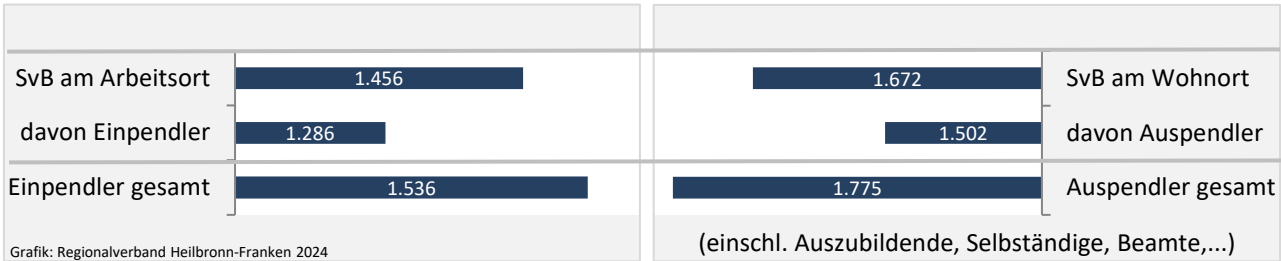 SvB am Arbeitsort 1.456 1.672 SvB am Wohnort
davon Einpendler 1.286 1.502 davon Auspendler
Einpendler gesamt 1.536 1.775 Auspendler gesamt
Grafik: Regionalverband Heilbronn-Franken 2024 (einschl. Auszubildende, Selbständige, Beamte,...)